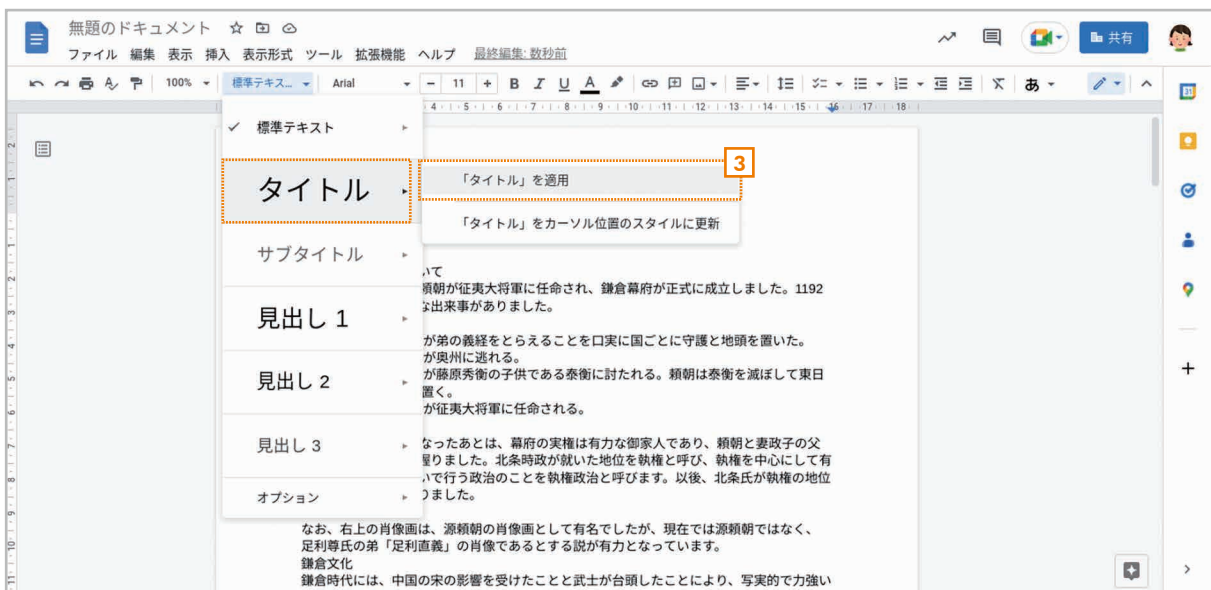 無題のドキュメント
ファイル 編集 表示 挿入 表示形式 ツール 拡張機能 ヘルプ 最終編集: 数秒前
共有
100% 標準テキス... Arial − 11 + B I U A あ
4 5 6 7 8 9 10 11 12 13 14 15 16 17 18
標準テキスト
タイトル
3
「タイトル」を適用
「タイトル」をカーソル位置のスタイルに更新
サブタイトル
見出し 1
見出し 2
見出し 3
オプション
いて
頼朝が征夷大将軍に任命され、鎌倉幕府が正式に成立しました。1192
な出来事がありました。
が弟の義経をとらえることを口実に国ごとに守護と地頭を置いた。
が奥州に逃れる。
が藤原秀衡の子供である泰衡に討たれる。頼朝は泰衡を滅ぼして東日
置く。
が征夷大将軍に任命される。
なったあとは、幕府の実権は有力な御家人であり、頼朝と妻政子の父
握りました。北条時政が就いた地位を執権と呼び、執権を中心にして有
いで行う政治のことを執権政治と呼びます。以後、北条氏が執権の地位
りました。
なお、右上の肖像画は、源頼朝の肖像画として有名でしたが、現在では源頼朝ではなく、
足利尊氏の弟「足利直義」の肖像であるとする説が有力となっています。
鎌倉文化
鎌倉時代には、中国の宋の影響を受けたことと武士が台頭したことにより、写実的で力強い